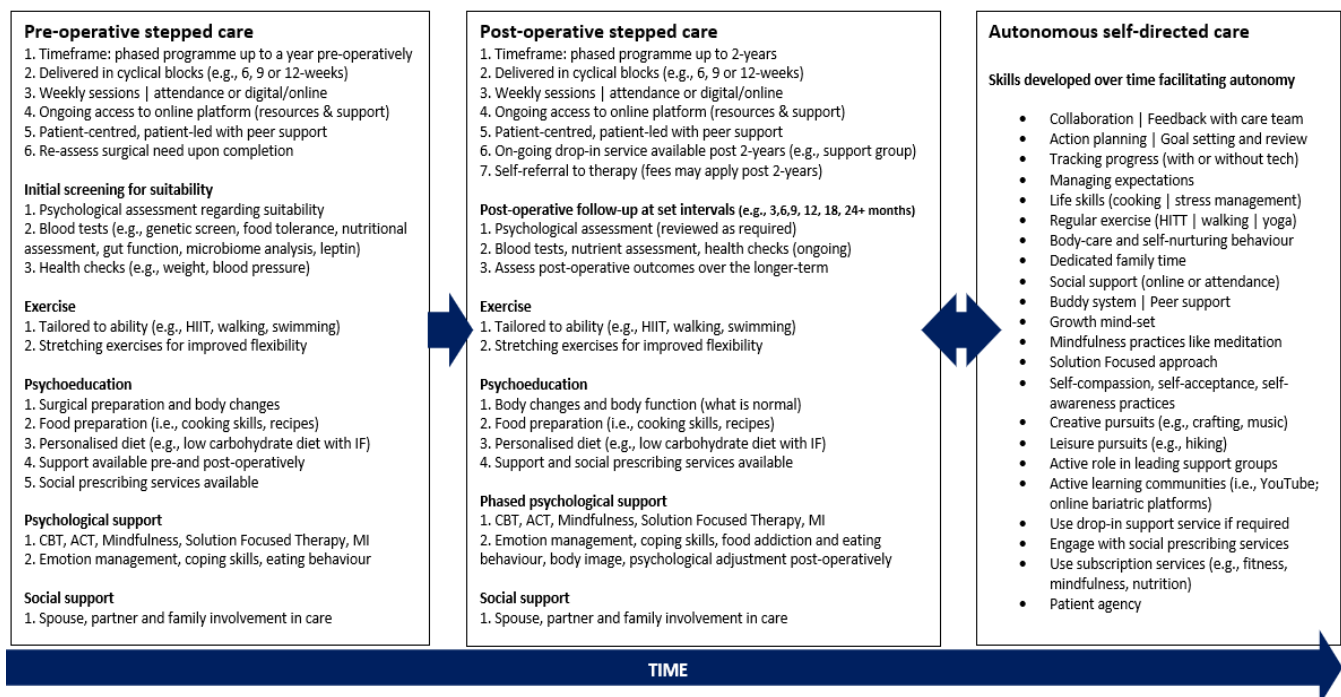 Pre-operative stepped care
1. Timeframe: phased programme up to a year pre-operatively
2. Delivered in cyclical blocks (e.g., 6, 9 or 12-weeks)
3. Weekly sessions | attendance or digital/online
4. Ongoing access to online platform (resources & support)
5. Patient-centred, patient-led with peer support
6. Re-assess surgical need upon completion
Initial screening for suitability
1. Psychological assessment regarding suitability
2. Blood tests (e.g., genetic screen, food tolerance, nutritional
assessment, gut function, microbiome analysis, leptin)
3. Health checks (e.g., weight, blood pressure)
Exercise
1. Tailored to ability (e.g., HIIT, walking, swimming)
2. Stretching exercises for improved flexibility
Psychoeducation
1. Surgical preparation and body changes
2. Food preparation (i.e., cooking skills, recipes)
3. Personalised diet (e.g., low carbohydrate diet with IF)
4. Support available pre-and post-operatively
5. Social prescribing services available
Psychological support
1. CBT, ACT, Mindfulness, Solution Focused Therapy, MI
2. Emotion management, coping skills, eating behaviour
Social support
1. Spouse, partner and family involvement in care
Post-operative stepped care
1. Timeframe: phased programme up to 2-years
2. Delivered in cyclical blocks (e.g., 6, 9 or 12-weeks)
3. Weekly sessions | attendance or digital/online
4. Ongoing access to online platform (resources & support)
5. Patient-centred, patient-led with peer support
6. On-going drop-in service available post 2-years (e.g., support group)
7. Self-referral to therapy (fees may apply post 2-years)
Post-operative follow-up at set intervals (e.g., 3,6,9, 12, 18, 24+ months)
1. Psychological assessment (reviewed as required)
2. Blood tests, nutrient assessment, health checks (ongoing)
3. Assess post-operative outcomes over the longer-term
Exercise
1. Tailored to ability (e.g., HIIT, walking, swimming)
2. Stretching exercises for improved flexibility
Psychoeducation
1. Body changes and body function (what is normal)
2. Food preparation (i.e., cooking skills, recipes)
3. Personalised diet (e.g., low carbohydrate diet with IF)
4. Support and social prescribing services available
Phased psychological support
1. CBT, ACT, Mindfulness, Solution Focused Therapy, MI
2. Emotion management, coping skills, food addiction and eating
behaviour, body image, psychological adjustment post-operatively
Social support
1. Spouse, partner and family involvement in care
Autonomous self-directed care
Skills developed over time facilitating autonomy
• Collaboration | Feedback with care team
• Action planning | Goal setting and review
• Tracking progress (with or without tech)
• Managing expectations
• Life skills (cooking | stress management)
• Regular exercise (HITT | walking | yoga)
• Body-care and self-nurturing behaviour
• Dedicated family time
• Social support (online or attendance)
• Buddy system | Peer support
• Growth mind-set
• Mindfulness practices like meditation
• Solution Focused approach
• Self-compassion, self-acceptance, self-
awareness practices
• Creative pursuits (e.g., crafting, music)
• Leisure pursuits (e.g., hiking)
• Active role in leading support groups
• Active learning communities (i.e., YouTube;
online bariatric platforms)
• Use drop-in support service if required
• Engage with social prescribing services
• Use subscription services (e.g., fitness,
mindfulness, nutrition)
• Patient agency
TIME